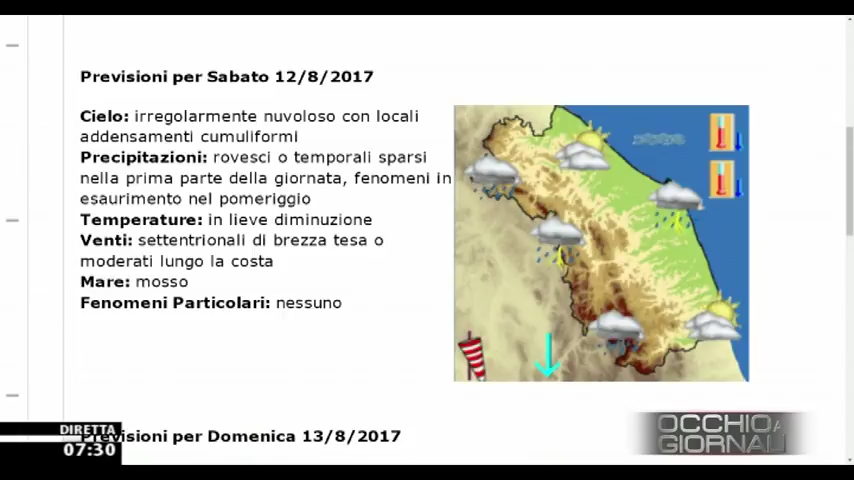 Previsioni per Sabato 12/8/2017
Cielo: irregolarmente nuvoloso con locali
addensamenti cumuliformi
Precipitazioni: rovesci o temporali sparsi
nella prima parte della giornata, fenomeni in
esaurimento nel pomeriggio
Temperature: in lieve diminuzione
Venti: settentrionali di brezza tesa o
moderati lungo la costa
Mare: mosso
Fenomeni Particolari: nessuno
Previsioni per Domenica 13/8/2017
DIRETTA
07:30
OCCHIO AI
GIORNALI